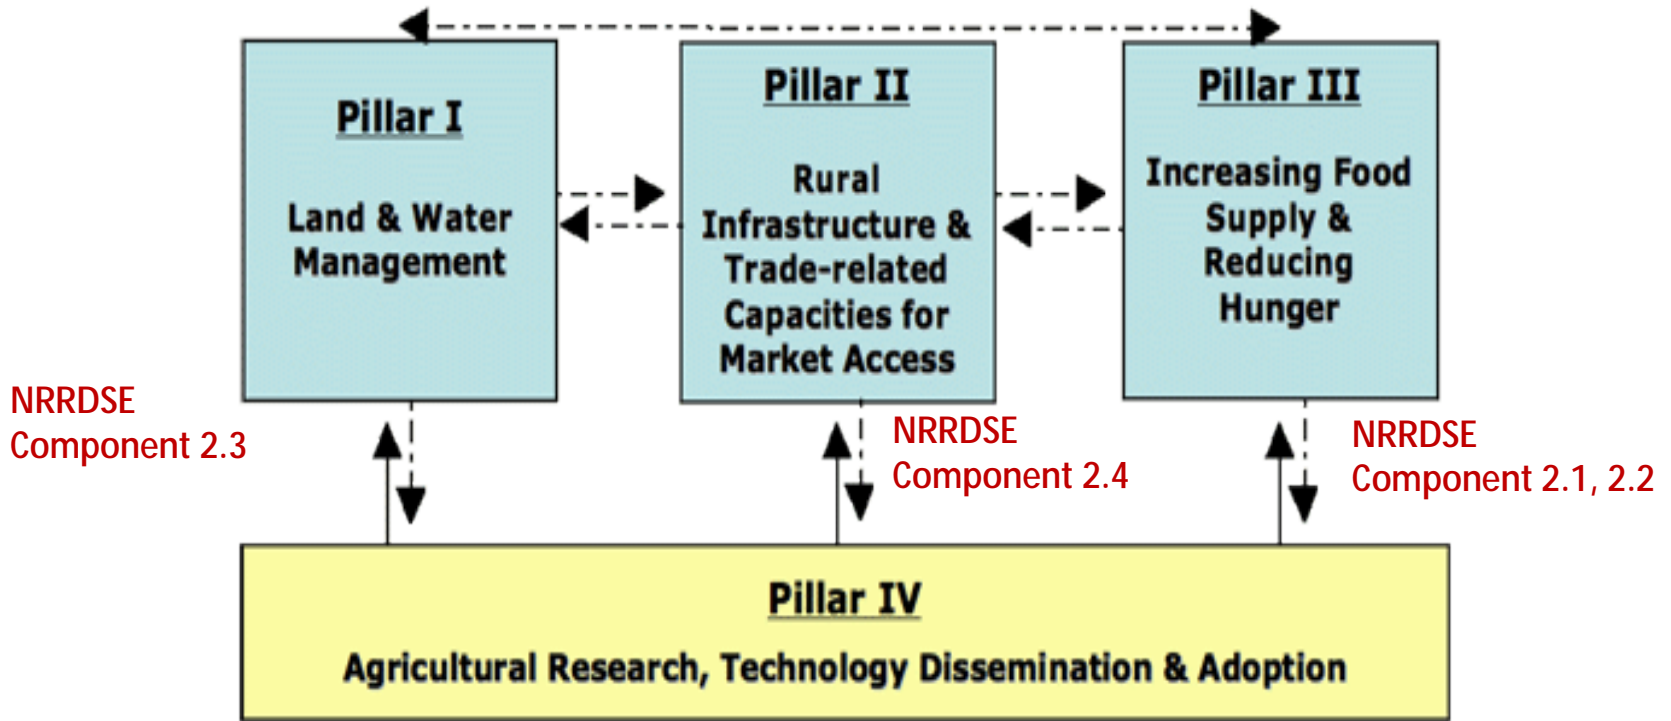 Pillar I
Land & Water
Management
Pillar II
Rural
Infrastructure &
Trade-related
Capacities for
Market Access
Pillar III
Increasing Food
Supply &
Reducing
Hunger
NRRDSE
Component 2.3
NRRDSE
Component 2.4
NRRDSE
Component 2.1, 2.2
Pillar IV
Agricultural Research, Technology Dissemination & Adoption